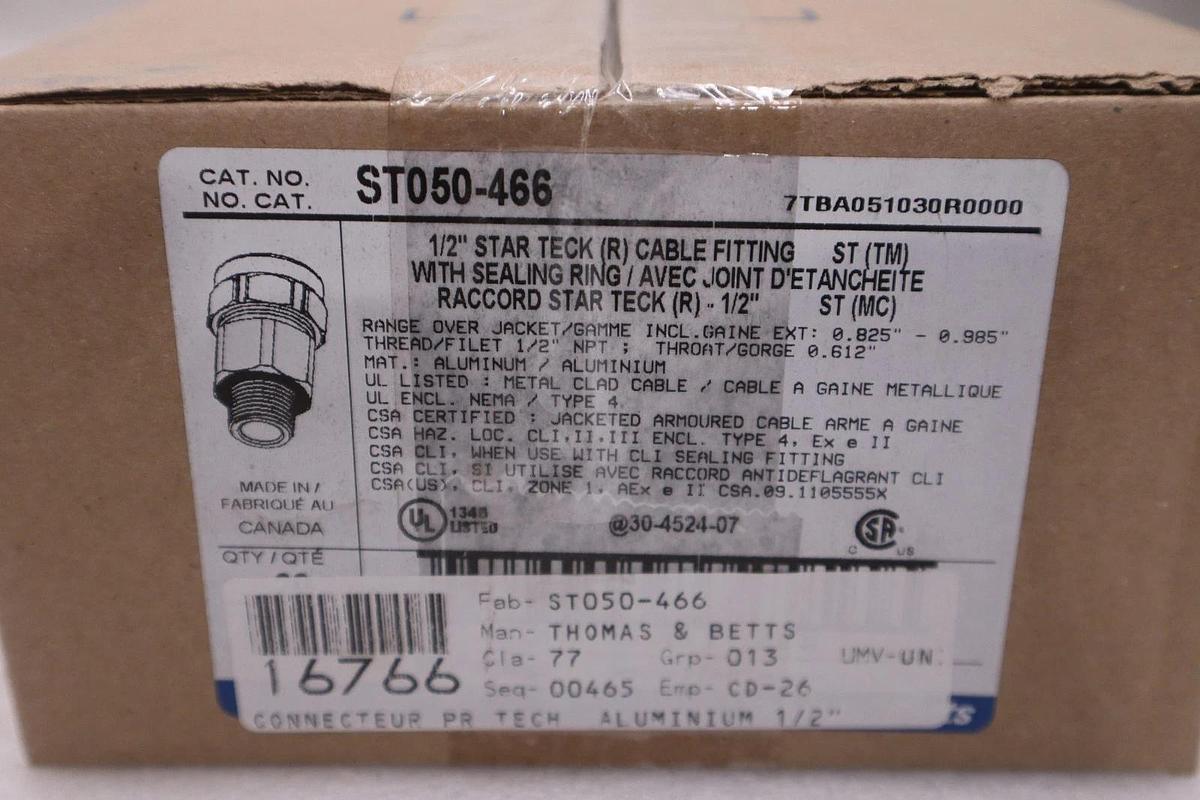 CAT. NO.
NO. CAT.
ST050-466
7TBA051030R0000
1/2" STAR TECK (R) CABLE FITTING ST (TM)
WITH SEALING RING / AVEC JOINT D'ETANCHEITE
RACCORD STAR TECK (R) - 1/2" ST (MC)
RANGE OVER JACKET/GAMME INCL.GAINE EXT: 0.825" - 0.985"
THREAD/FILET 1/2" NPT ; THROAT/GORGE 0.612"
MAT.: ALUMINUM / ALUMINIUM
UL LISTED : METAL CLAD CABLE / CABLE A GAINE METALLIQUE
UL ENCL. NEMA / TYPE 4.
CSA CERTIFIED : JACKETED ARMOURED CABLE ARME A GAINE
CSA HAZ. LOC. CLI.II.III ENCL. TYPE 4, Ex e II
CSA CLI. WHEN USE WITH CLI SEALING FITTING
CSA CLI. SI UTILISE AVEC RACCORD ANTIDEFLAGRANT CLI
CSA(US). CLI. ZONE 1. AEx e II CSA.09.1105555X
MADE IN /
FABRIQUÉ AU
CANADA
UL
134B
LISTED
@30-4524-07
SA
C US
QTY / QTÉ
Fab- ST050-466
Man- THOMAS & BETTS
Cla- 77 Grp- 013 UMV-UN.
16766
Seq- 00465 Emp- CD-26
CONNECTEUR PR TECH ALUMINIUM 1/2"